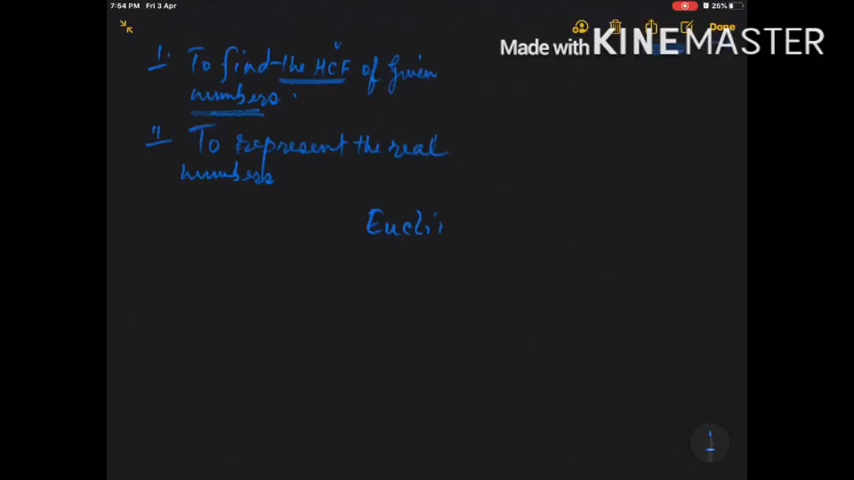 7:54 PM Fri 3 Apr
25%
Done
Made with KINEMASTER
1. To find the HCF of given
numbers.
11 To represent the real
numbers
Eucli